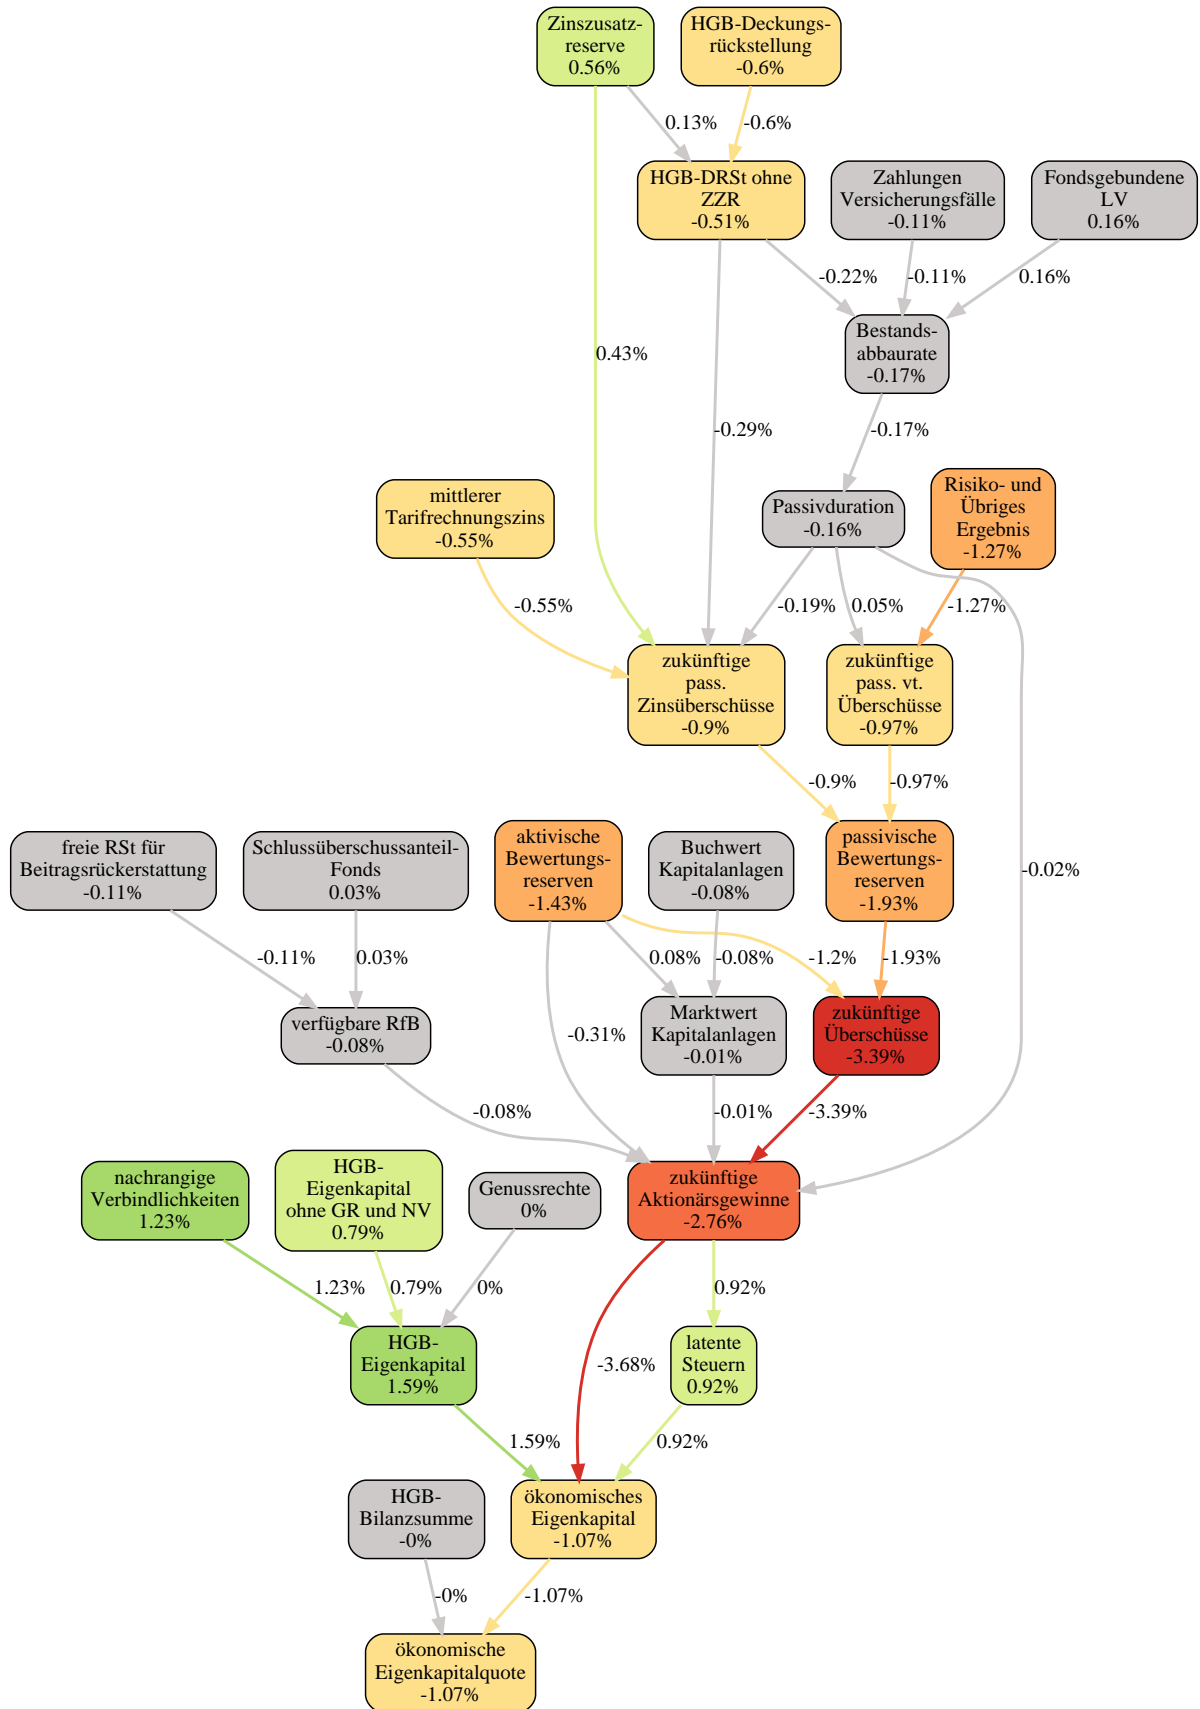 Zinszusatz-
reserve
0.56%
HGB-Deckungs-
rückstellung
-0.6%
0.13%
-0.6%
HGB-DRSt ohne
ZZR
-0.51%
Zahlungen
Versicherungsfälle
-0.11%
Fondsgebundene
LV
0.16%
-0.22%
-0.11%
0.16%
Bestands-
abbaurate
-0.17%
0.43%
-0.29%
-0.17%
mittlerer
Tarifrechnungszins
-0.55%
Passivduration
-0.16%
Risiko- und
Übriges
Ergebnis
-1.27%
-0.55%
-0.19%
0.05%
-1.27%
zukünftige
pass.
Zinsüberschüsse
-0.9%
zukünftige
pass. vt.
Überschüsse
-0.97%
-0.9%
-0.97%
freie RSt für
Beitragsrückerstattung
-0.11%
Schlussüberschussanteil-
Fonds
0.03%
aktivische
Bewertungs-
reserven
-1.43%
Buchwert
Kapitalanlagen
-0.08%
passivische
Bewertungs-
reserven
-1.93%
-0.02%
-0.11%
0.03%
0.08%
-0.08%
-1.2%
-1.93%
verfügbare RfB
-0.08%
-0.31%
Marktwert
Kapitalanlagen
-0.01%
zukünftige
Überschüsse
-3.39%
-0.08%
-0.01%
-3.39%
nachrangige
Verbindlichkeiten
1.23%
HGB-
Eigenkapital
ohne GR und NV
0.79%
Genussrechte
0%
zukünftige
Aktionärsgewinne
-2.76%
1.23%
0.79%
0%
0.92%
HGB-
Eigenkapital
1.59%
-3.68%
latente
Steuern
0.92%
1.59%
0.92%
HGB-
Bilanzsumme
-0%
ökonomisches
Eigenkapital
-1.07%
-0%
-1.07%
ökonomische
Eigenkapitalquote
-1.07%